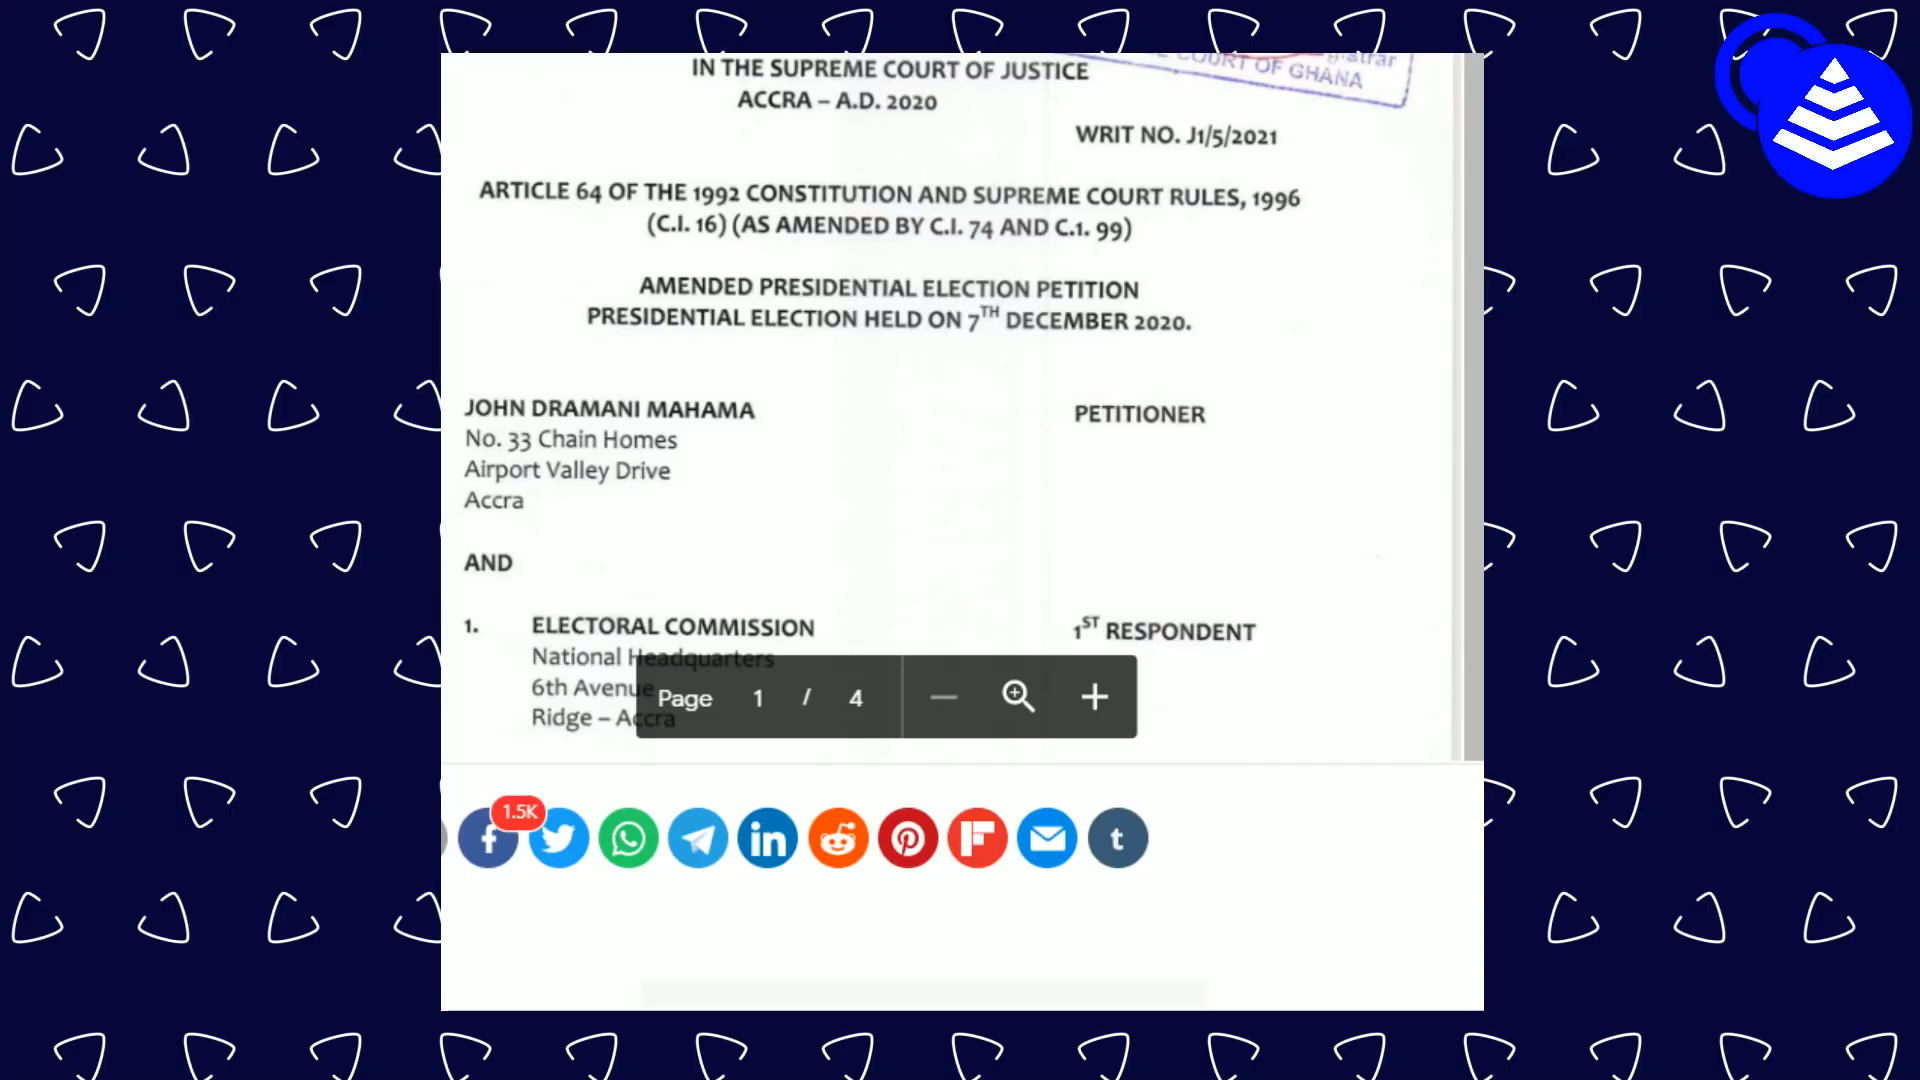 COURT OF GHANA
IN THE SUPREME COURT OF JUSTICE
ACCRA – A.D. 2020
WRIT NO. J1/5/2021
ARTICLE 64 OF THE 1992 CONSTITUTION AND SUPREME COURT RULES, 1996
(C.I. 16) (AS AMENDED BY C.I. 74 AND C.1. 99)
AMENDED PRESIDENTIAL ELECTION PETITION
PRESIDENTIAL ELECTION HELD ON 7TH DECEMBER 2020.
JOHN DRAMANI MAHAMA PETITIONER
No. 33 Chain Homes
Airport Valley Drive
Accra
AND
1. ELECTORAL COMMISSION 1ST RESPONDENT
National Headquarters
6th Avenue
Ridge – Accra
Page 1 / 4
1.5K